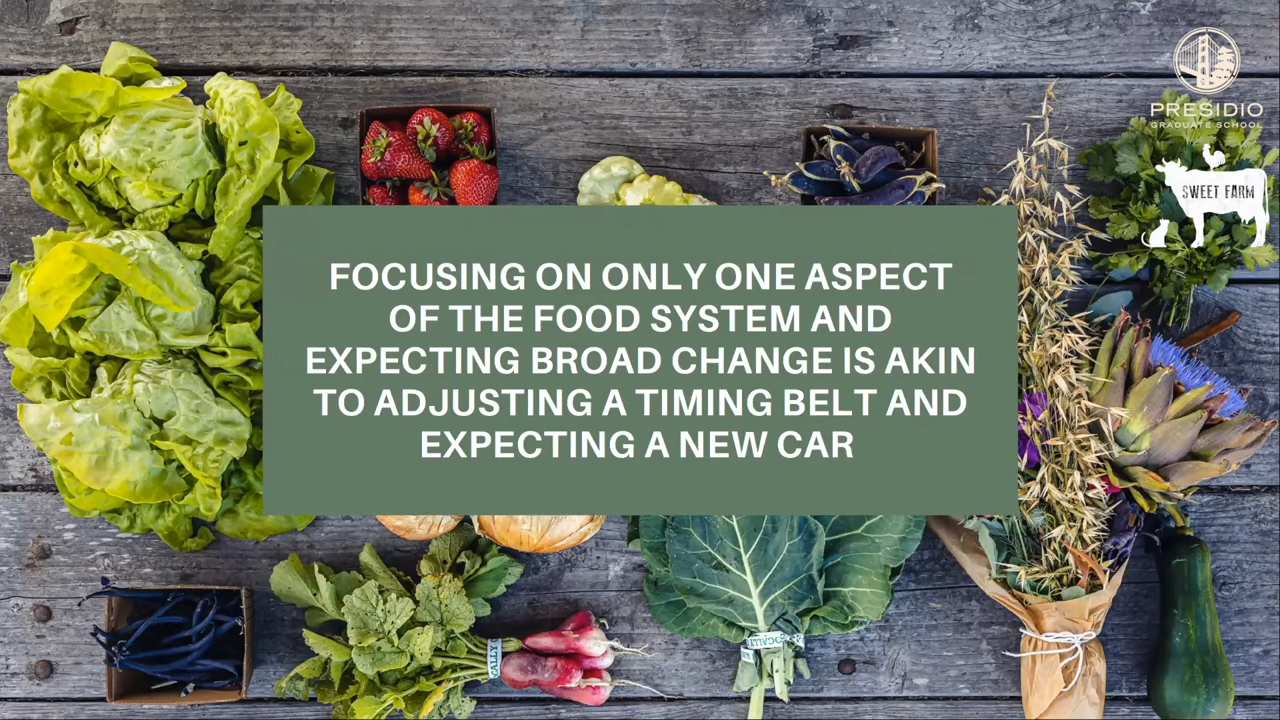 PRESIDIO
GRADUATE SCHOOL
SWEET FARM
FOCUSING ON ONLY ONE ASPECT
OF THE FOOD SYSTEM AND
EXPECTING BROAD CHANGE IS AKIN
TO ADJUSTING A TIMING BELT AND
EXPECTING A NEW CAR